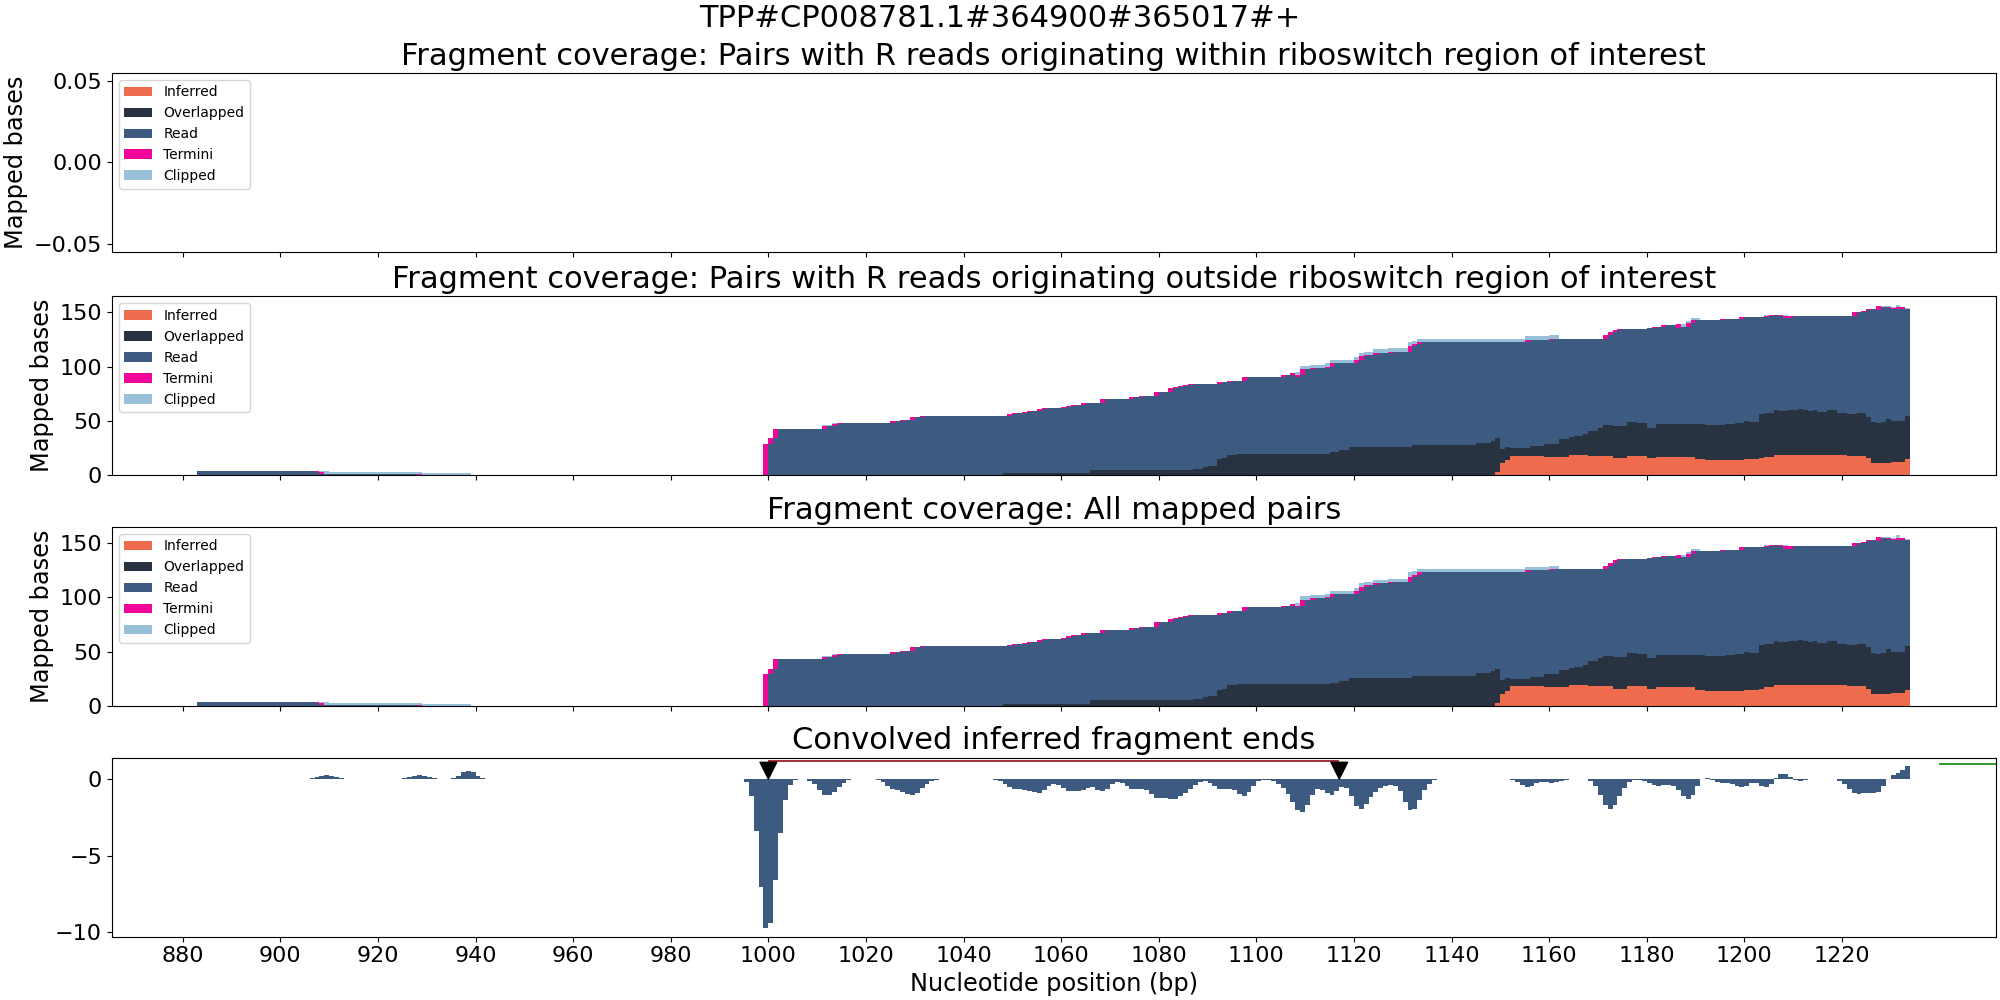 TPP#CP008781.1#364900#365017#+
Fragment coverage: Pairs with R reads originating within riboswitch region of interest
Mapped bases
0.05
0.00
−0.05
Inferred
Overlapped
Read
Termini
Clipped
Fragment coverage: Pairs with R reads originating outside riboswitch region of interest
Mapped bases
150
100
50
0
Inferred
Overlapped
Read
Termini
Clipped
Fragment coverage: All mapped pairs
Mapped bases
150
100
50
0
Inferred
Overlapped
Read
Termini
Clipped
Convolved inferred fragment ends
0
−5
−10
880 900 920 940 960 980 1000 1020 1040 1060 1080 1100 1120 1140 1160 1180 1200 1220
Nucleotide position (bp)